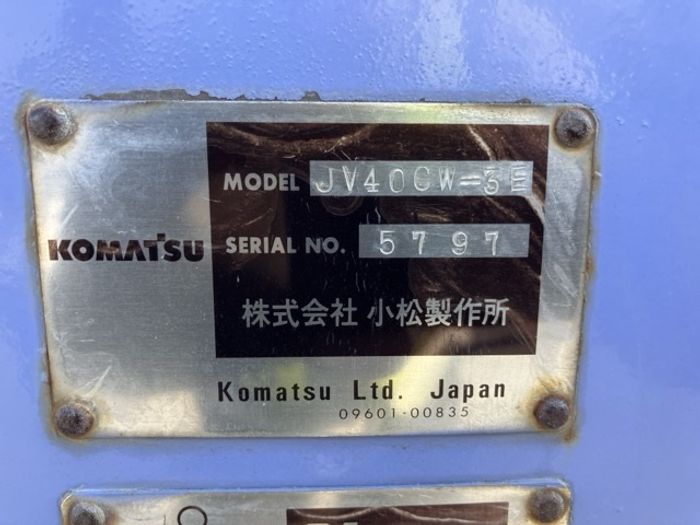 MODEL JV40CW-3E
KOMATSU
SERIAL NO. 5797
株式会社 小松製作所
Komatsu Ltd. Japan
09601-00835